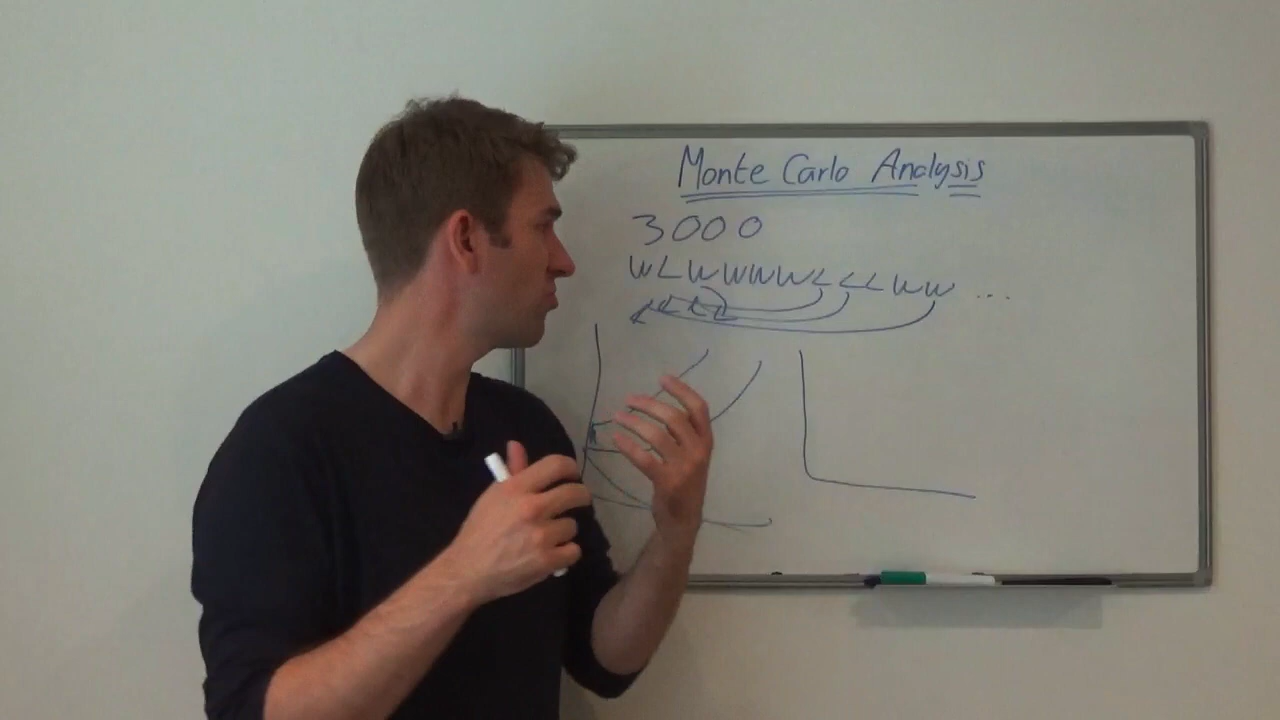 Monte Carlo Analysis
3000
W L W W W W L L L W W ...